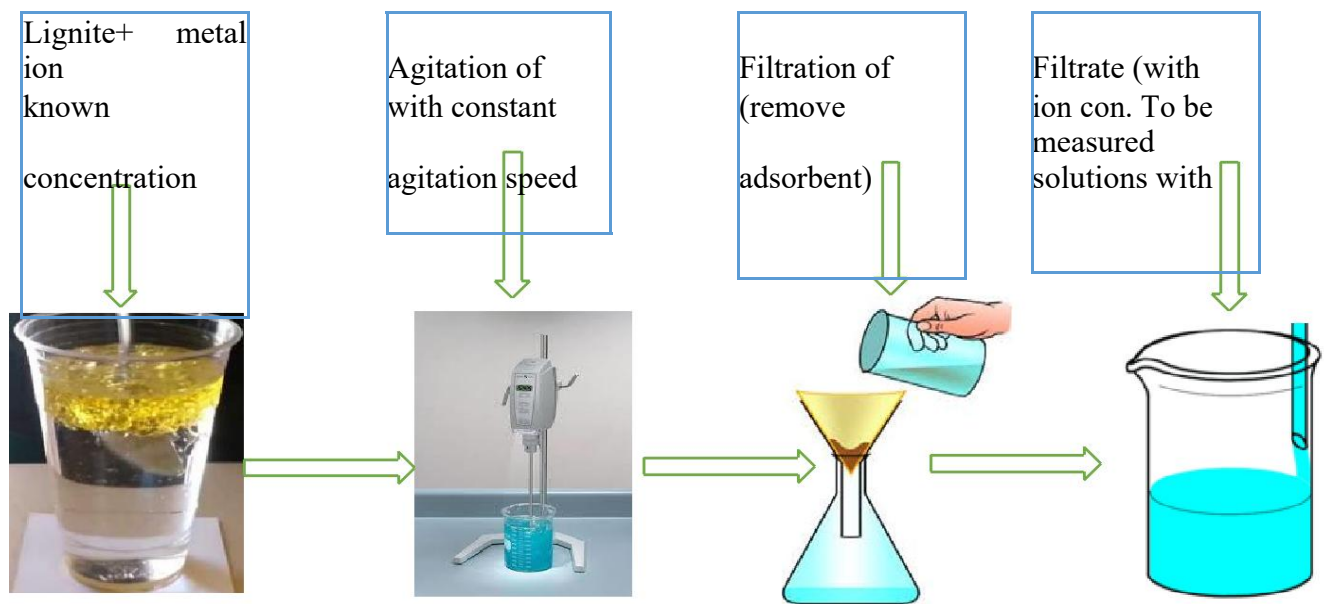 Lignite+ metal
ion
known
concentration
Agitation of
with constant
agitation speed
Filtration of
(remove
adsorbent)
Filtrate (with
ion con. To be
measured
solutions with